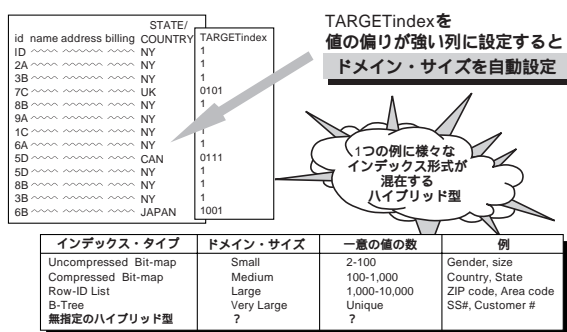 STATE/
id name address billing COUNTRY TARGETindex
ID NY 1
2A NY 1
3B NY 1
7C UK 0101
8B NY 1
9A NY 1
1C NY 1
6A NY 1
5D CAN 0111
5D NY 1
8B NY 1
3B NY 1
6B JAPAN 1001
TARGETindexを
値の偏りが強い列に設定すると
ドメイン・サイズを自動設定
1つの例に様々な
インデックス形式が
混在する
ハイブリッド型
インデックス・タイプ ドメイン・サイズ 一意の値の数 例
Uncompressed Bit-map Small 2-100 Gender, size
Compressed Bit-map Medium 100-1,000 Country, State
Row-ID List Large 1,000-10,000 ZIP code, Area code
B-Tree Very Large Unique SS#, Customer #
無指定のハイブリッド型 ? ?